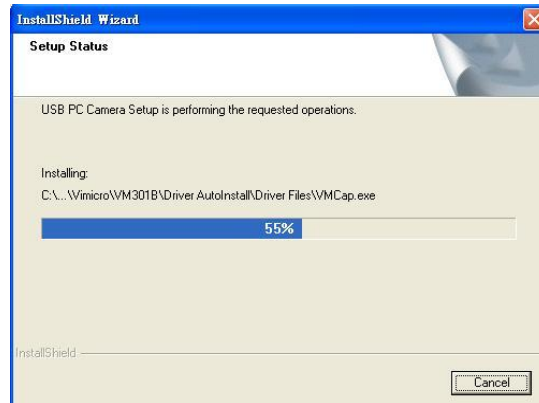 InstallShield Wizard
Setup Status
USB PC Camera Setup is performing the requested operations.
Installing:
C:\...\Vimicro\VM301B\Driver AutoInstall\Driver Files\VMCap.exe
55%
InstallShield
Cancel